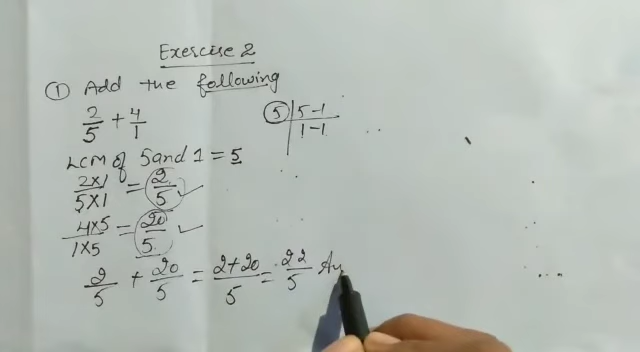 Exercise 2
① Add the following
2/5 + 4/1
5 | 5-1
1-1
LCM of 5 and 1 = 5
2×1/5×1 = 2/5
4×5/1×5 = 20/5
2/5 + 20/5 = 2+20/5 = 22/5 An